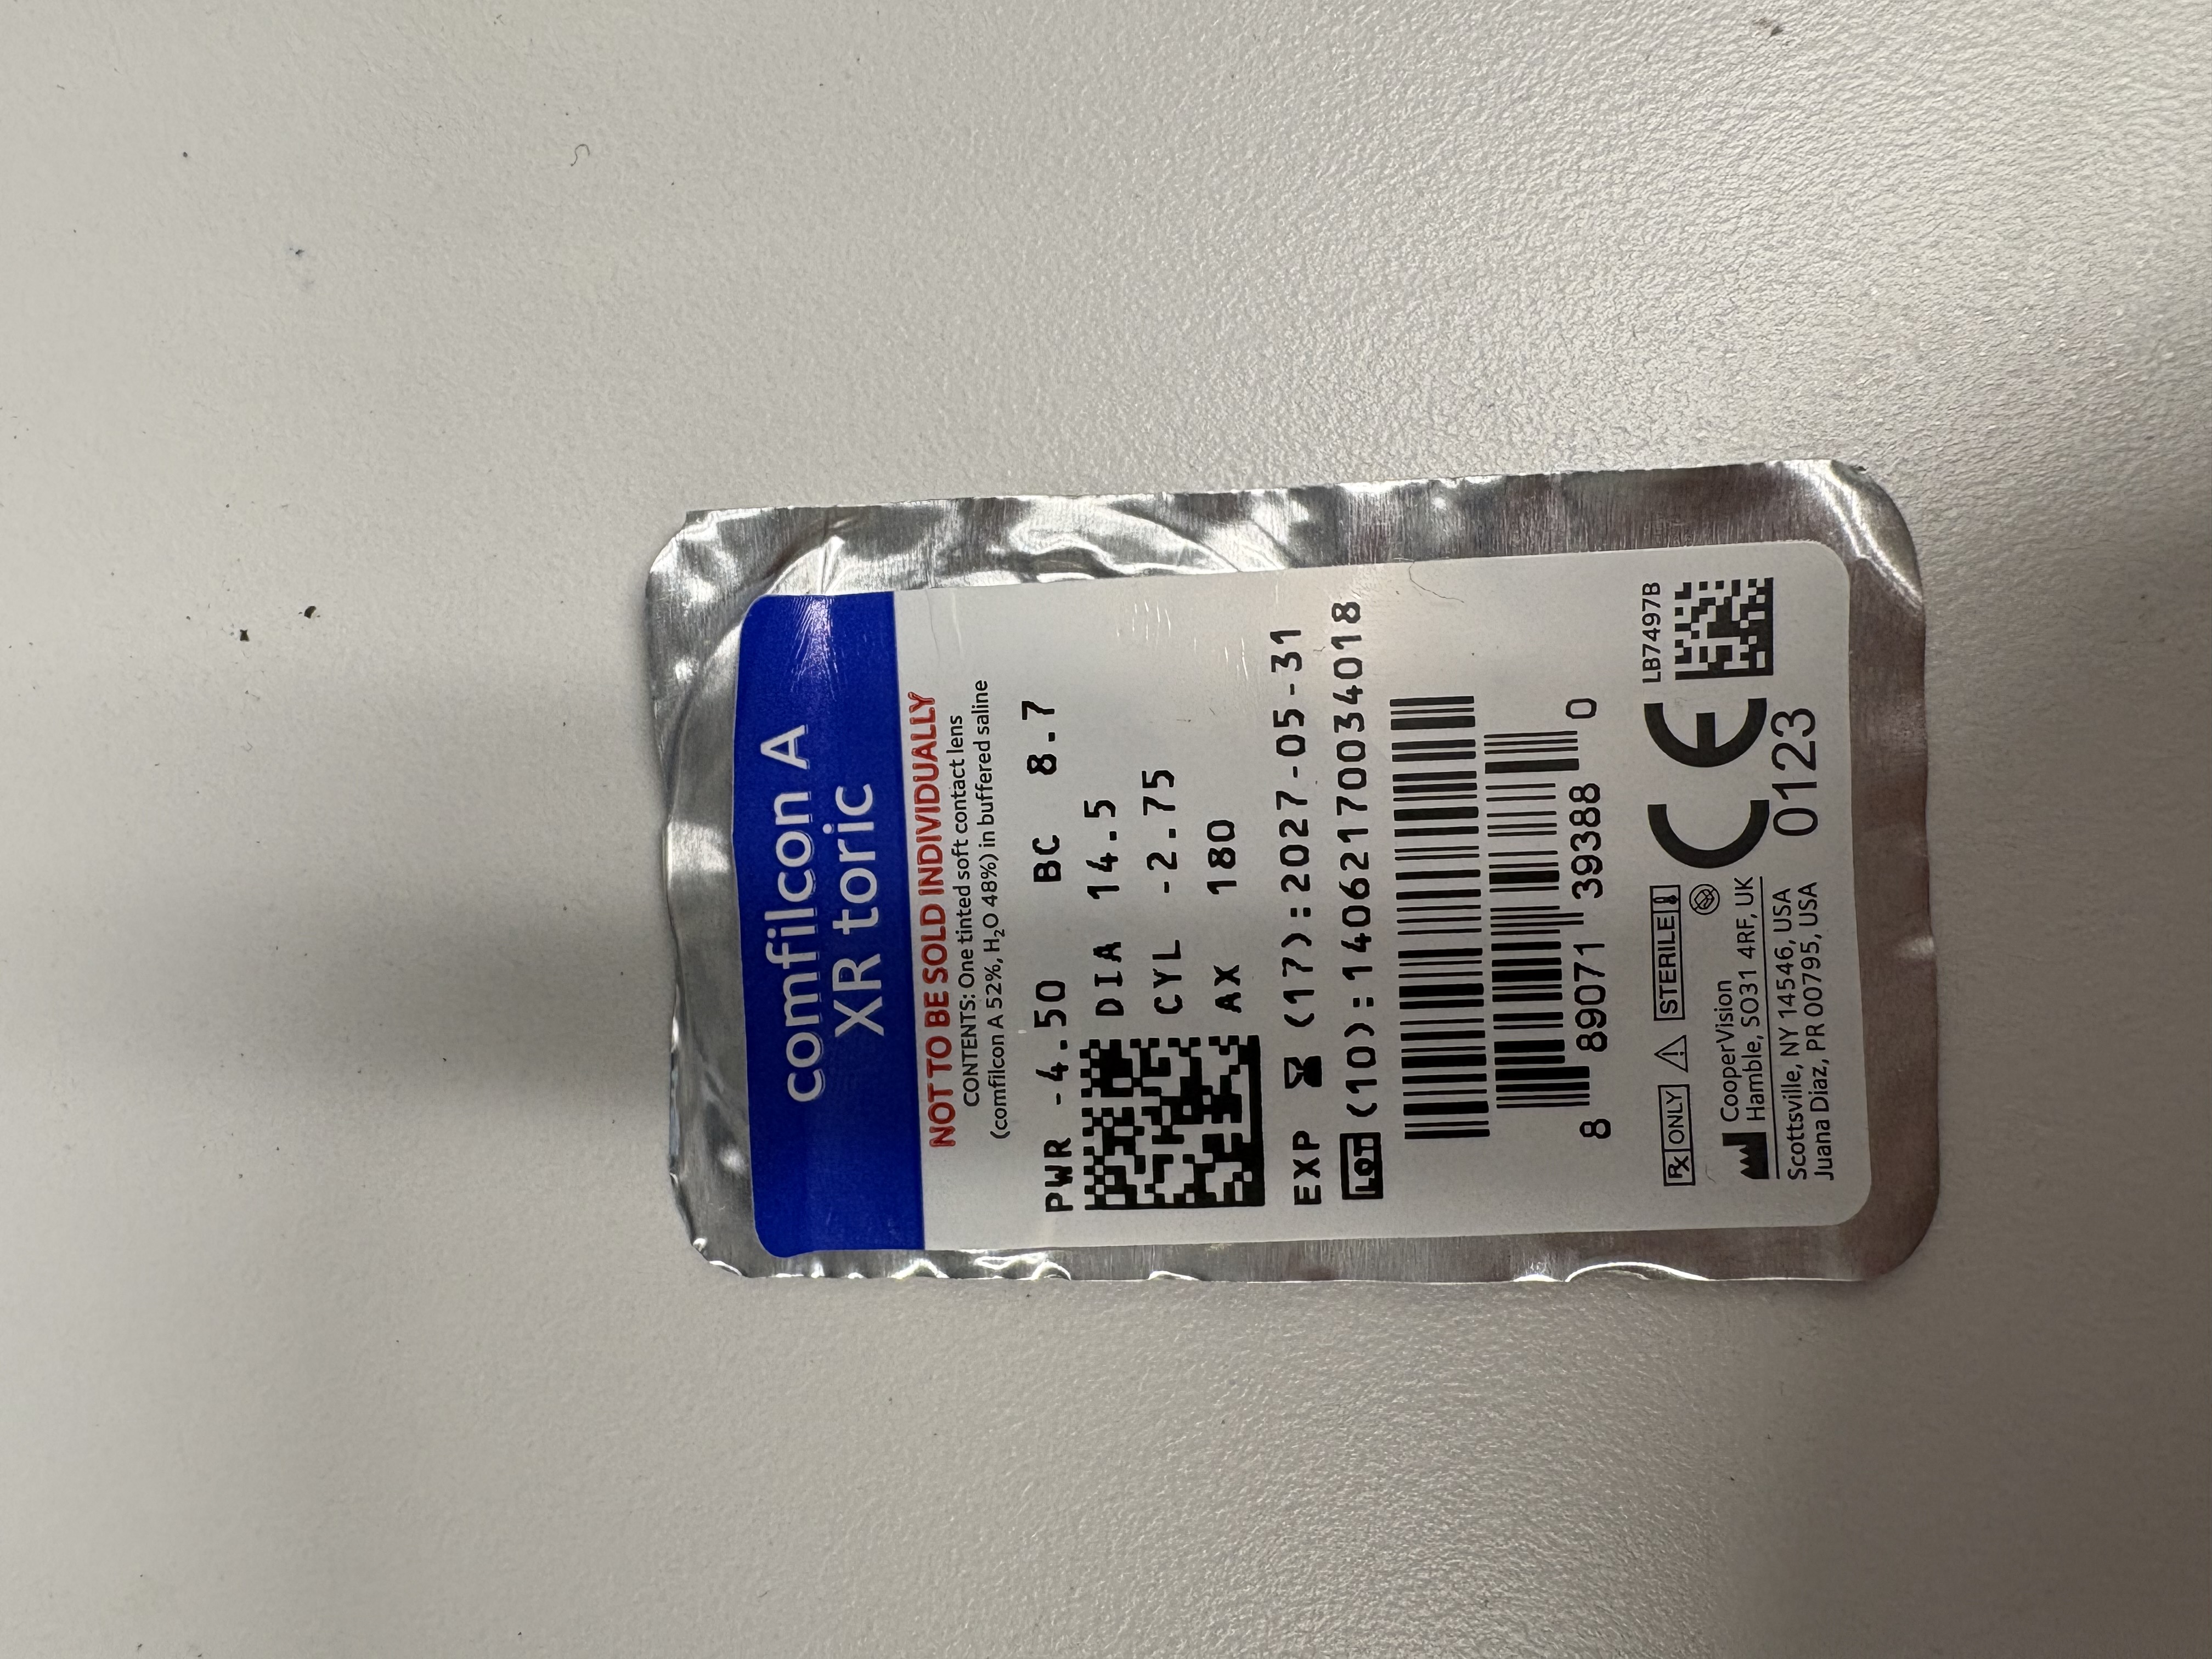 comfilcon A
XR toric
NOT TO BE SOLD INDIVIDUALLY
CONTENTS: One tinted soft contact lens
(comfilcon A 52%, H₂O 48%) in buffered saline
PWR -4.50 BC 8.7
DIA 14.5
CYL -2.75
AX 180
EXP (17):2027-05-31
LOT (10):14062170034018
8 89071 39388 0
Rx ONLY STERILE
LB7497B
CooperVision
Hamble, SO31 4RF, UK
Scottsville, NY 14546, USA
Juana Diaz, PR 00795, USA
CE
0123